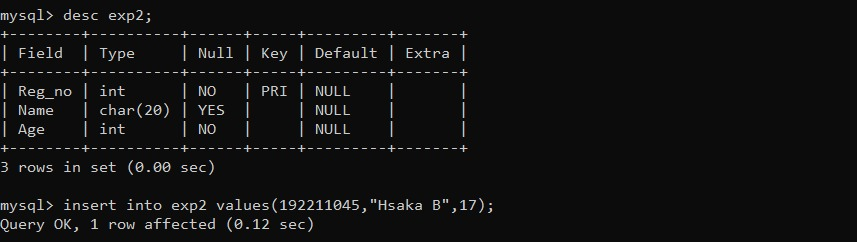 mysql> desc exp2;
+--------+----------+------+-----+---------+-------+
| Field  | Type     | Null | Key | Default | Extra |
+--------+----------+------+-----+---------+-------+
| Reg_no | int      | NO   | PRI | NULL    |       |
| Name   | char(20) | YES  |     | NULL    |       |
| Age    | int      | NO   |     | NULL    |       |
+--------+----------+------+-----+---------+-------+
3 rows in set (0.00 sec)
mysql> insert into exp2 values(192211045,"Hsaka B",17);
Query OK, 1 row affected (0.12 sec)